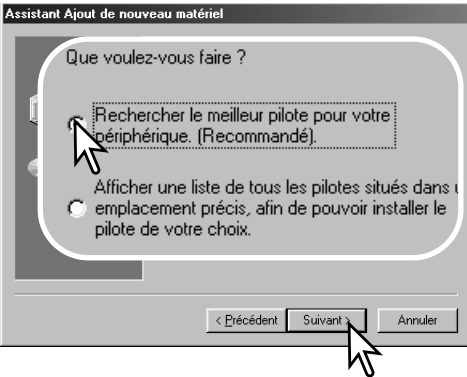 Assistant Ajout de nouveau matériel
Que voulez-vous faire ?
Rechercher le meilleur pilote pour votre
périphérique. (Recommandé).
Afficher une liste de tous les pilotes situés dans
emplacement précis, afin de pouvoir installer le
pilote de votre choix.
< Précédent
Suivant >
Annuler